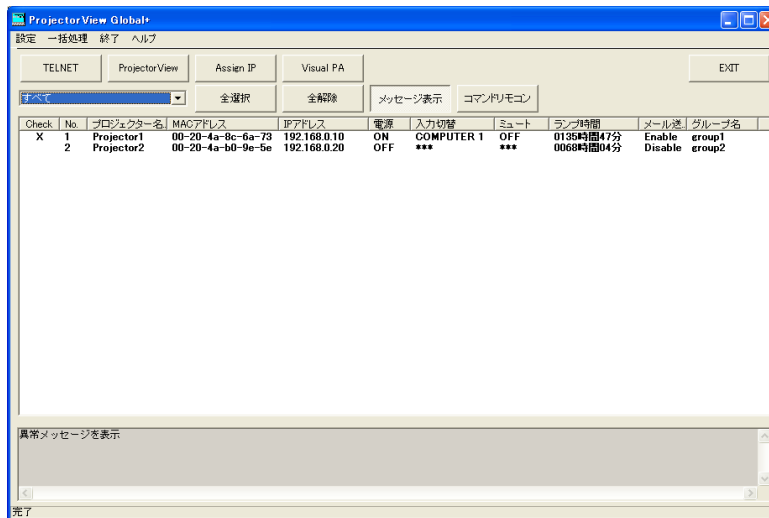 ProjectorView Global+
設定 一括処理 終了 ヘルプ
TELNET ProjectorView Assign IP Visual PA EXIT
すべて 全選択 全解除 メッセージ表示 コマンドリモコン
Check No. プロジェクター名 MACアドレス IPアドレス 電源 入力切替 ミュート ランプ時間 メール送 グループ名
X 1 Projector1 00-20-4a-8c-6a-73 192.168.0.10 ON COMPUTER 1 OFF 0135時間47分 Enable group1
2 Projector2 00-20-4a-b0-9e-5e 192.168.0.20 OFF *** *** 0068時間04分 Disable group2
異常メッセージを表示
完了